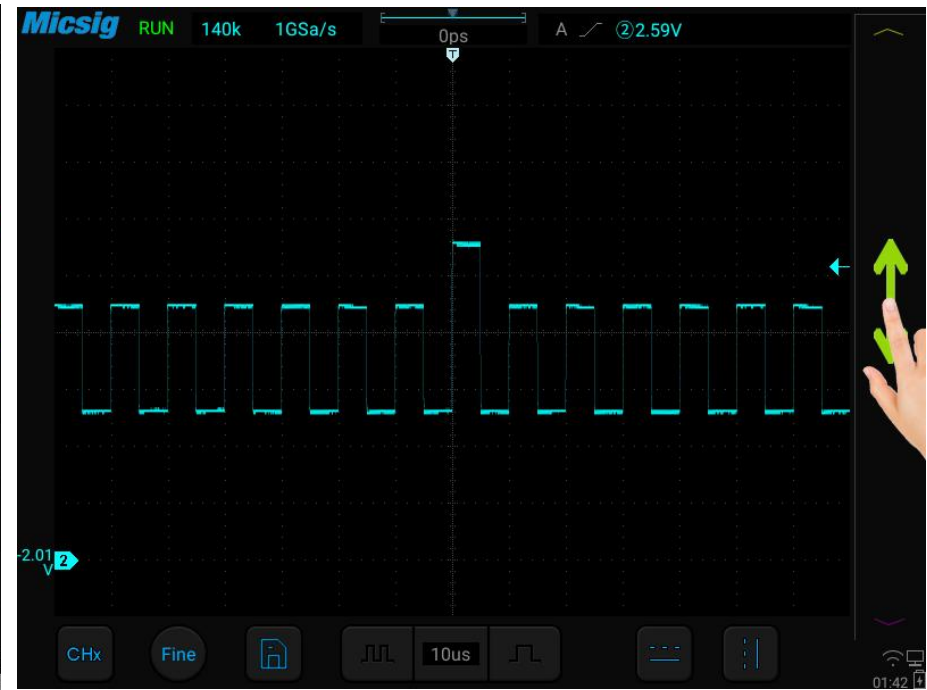 Micsig RUN 140k 1GSa/s 0ps A ②2.59V
T
-2.01
V 2
CHx Fine 10us
01:42